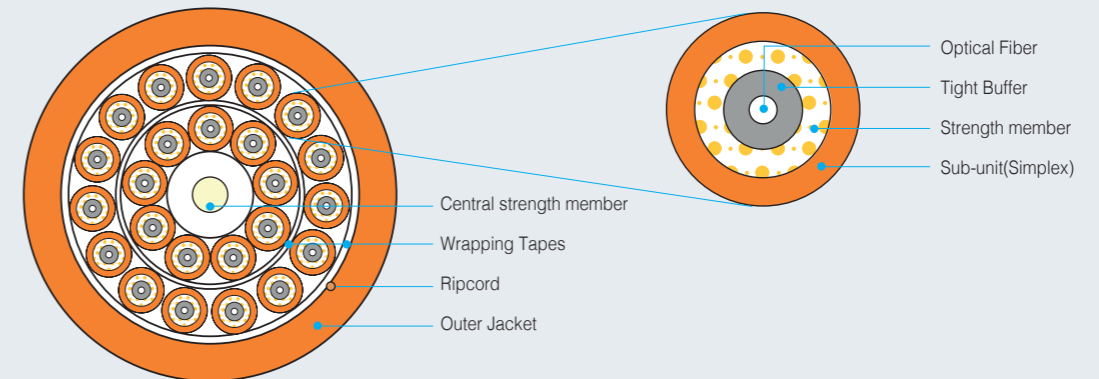 Optical Fiber
Tight Buffer
Strength member
Sub-unit(Simplex)
Central strength member
Wrapping Tapes
Ripcord
Outer Jacket